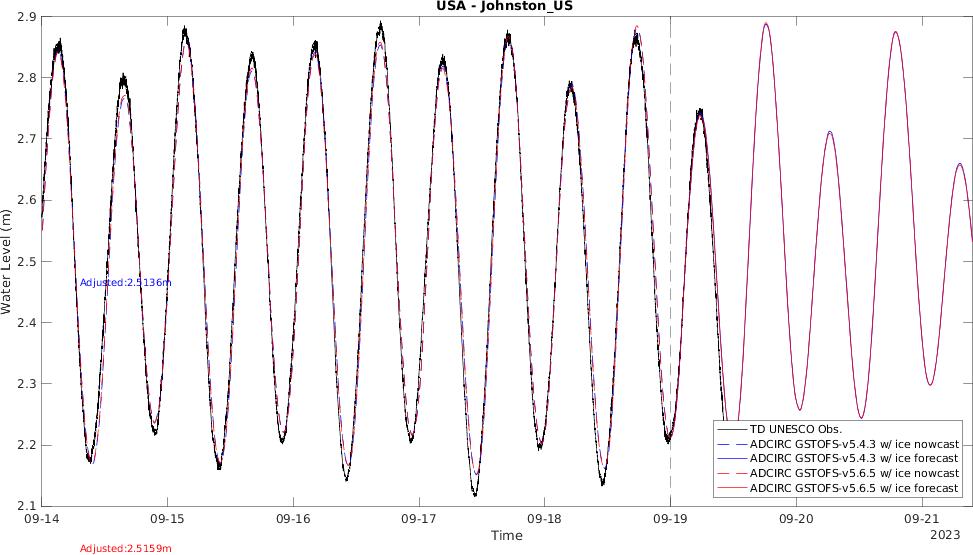 USA - Johnston_US
2.9
2.8
2.7
2.6
2.5
2.4
2.3
2.2
2.1
Water Level (m)
Adjusted:2.5136m
TD UNESCO Obs.
ADCIRC GSTOFS-v5.4.3 w/ ice nowcast
ADCIRC GSTOFS-v5.4.3 w/ ice forecast
ADCIRC GSTOFS-v5.6.5 w/ ice nowcast
ADCIRC GSTOFS-v5.6.5 w/ ice forecast
09-14 09-15 09-16 09-17 09-18 09-19 09-20 09-21
Time
2023
Adjusted:2.5159m